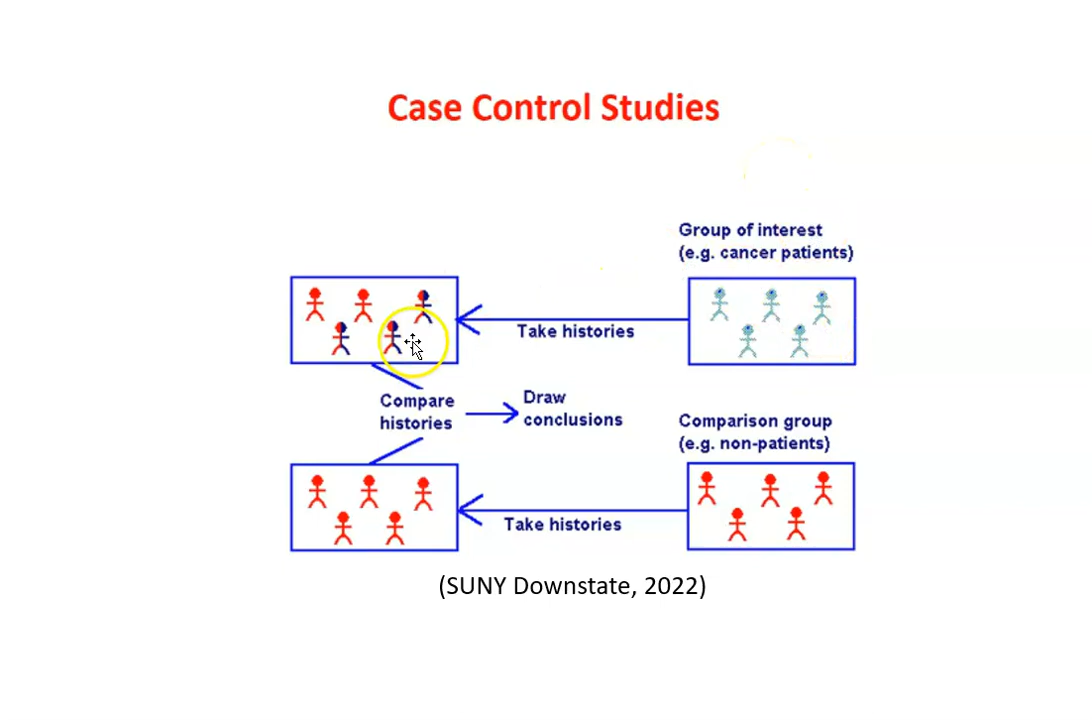 Case Control Studies
Group of interest
(e.g. cancer patients)
Take histories
Compare
histories
Draw
conclusions
Comparison group
(e.g. non-patients)
Take histories
(SUNY Downstate, 2022)